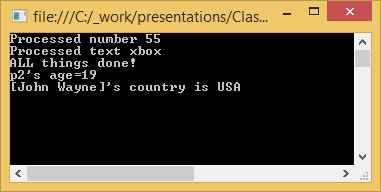 file:///C:/_work/presentations/Clas...
Processed number 55
Processed text xbox
ALL things done!
p2's age=19
[John Wayne]'s country is USA